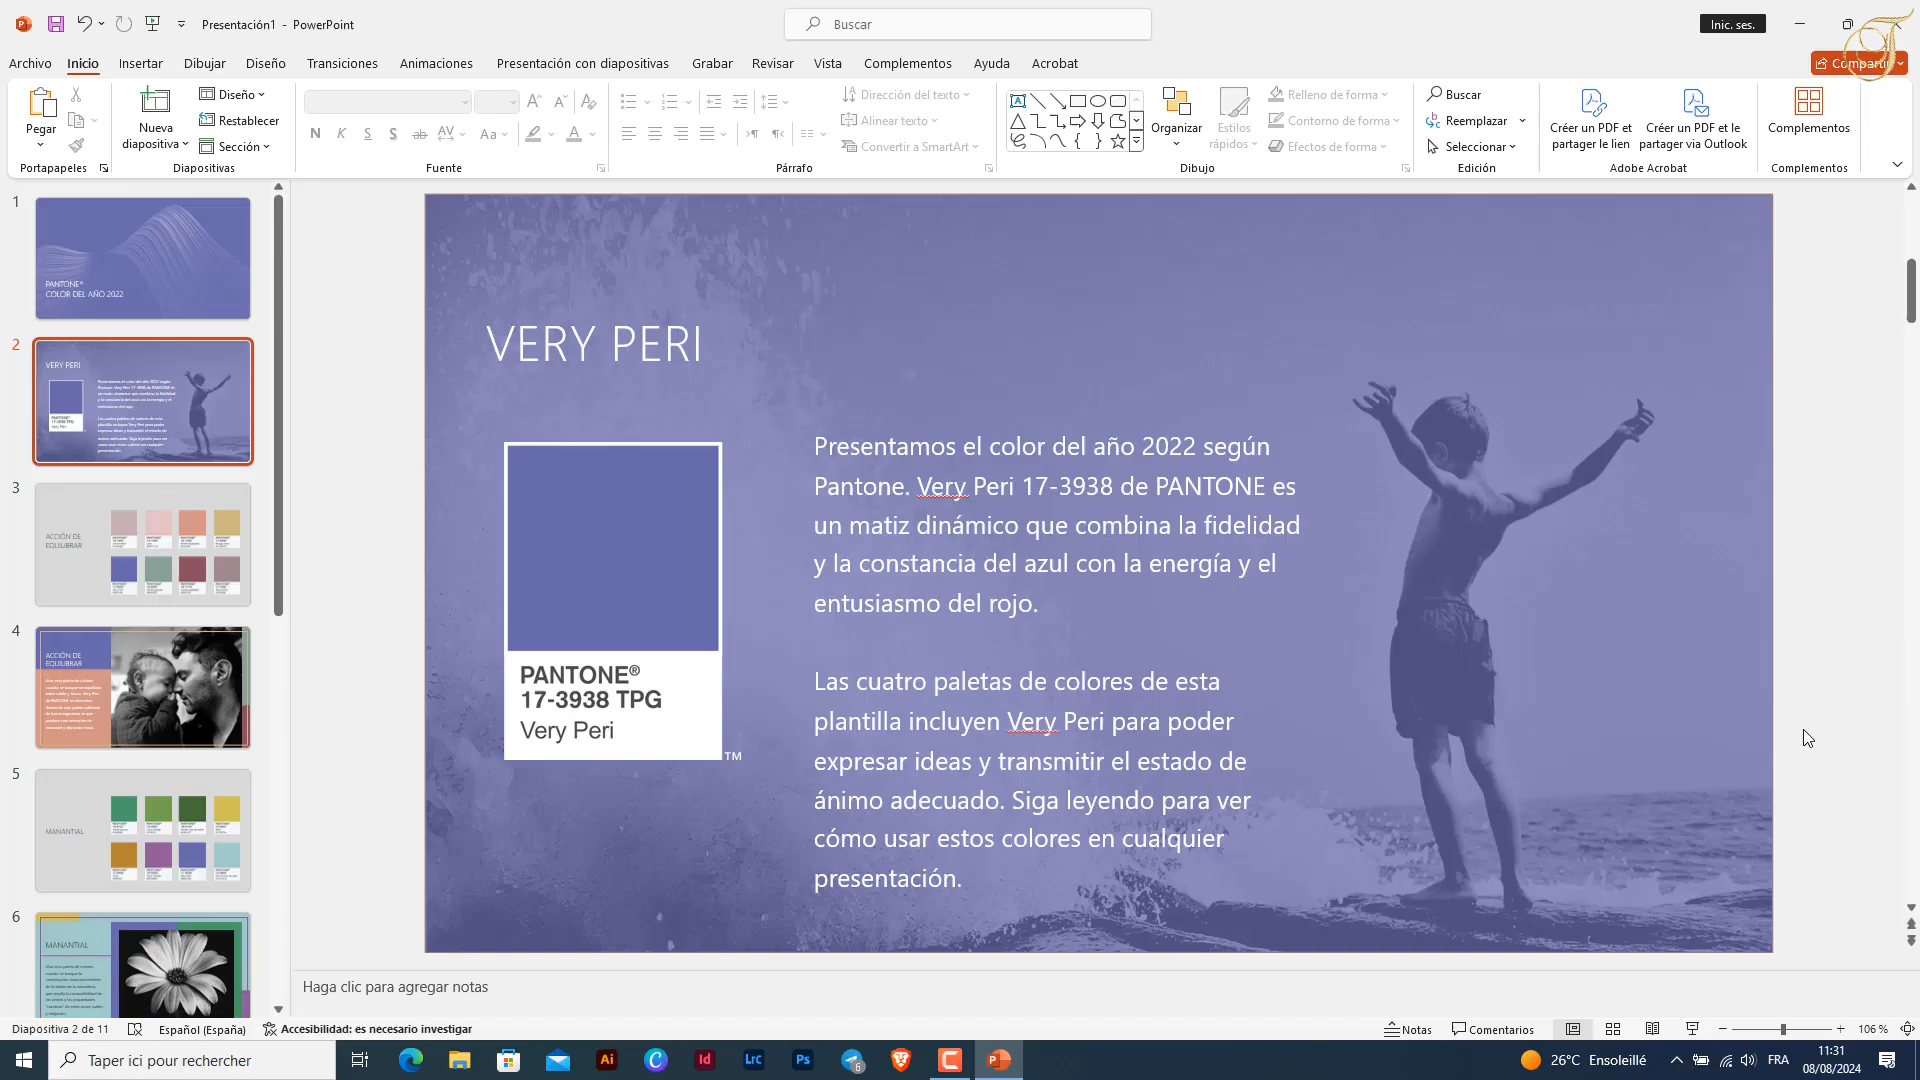 Presentación1 - PowerPoint
Buscar
Inic. ses.
Archivo
Inicio
Insertar
Dibujar
Diseño
Transiciones
Animaciones
Presentación con diapositivas
Grabar
Revisar
Vista
Complementos
Ayuda
Acrobat
Compartir
Pegar
Portapapeles
Nueva diapositiva
Diseño
Restablecer
Sección
Diapositivas
Fuente
Párrafo
Dirección del texto
Alinear texto
Convertir a SmartArt
Organizar
Estilos rápidos
Relleno de forma
Contorno de forma
Efectos de forma
Dibujo
Buscar
Reemplazar
Seleccionar
Edición
Créer un PDF et partager le lien
Créer un PDF et le partager via Outlook
Adobe Acrobat
Complementos
Complementos
1
PANTONE®
COLOR DEL AÑO 2022
2
VERY PERI
3
ACCIÓN DE
EQUILIBRAR
4
ACCIÓN DE
EQUILIBRAR
5
MANANTIAL
6
MANANTIAL
VERY PERI
PANTONE®
17-3938 TPG
Very Peri
TM
Presentamos el color del año 2022 según
Pantone. Very Peri 17-3938 de PANTONE es
un matiz dinámico que combina la fidelidad
y la constancia del azul con la energía y el
entusiasmo del rojo.
Las cuatro paletas de colores de esta
plantilla incluyen Very Peri para poder
expresar ideas y transmitir el estado de
ánimo adecuado. Siga leyendo para ver
cómo usar estos colores en cualquier
presentación.
Haga clic para agregar notas
Diapositiva 2 de 11
Español (España)
Accesibilidad: es necesario investigar
Notas
Comentarios
106 %
Taper ici pour rechercher
26°C Ensoleillé
FRA
11:31
08/08/2024